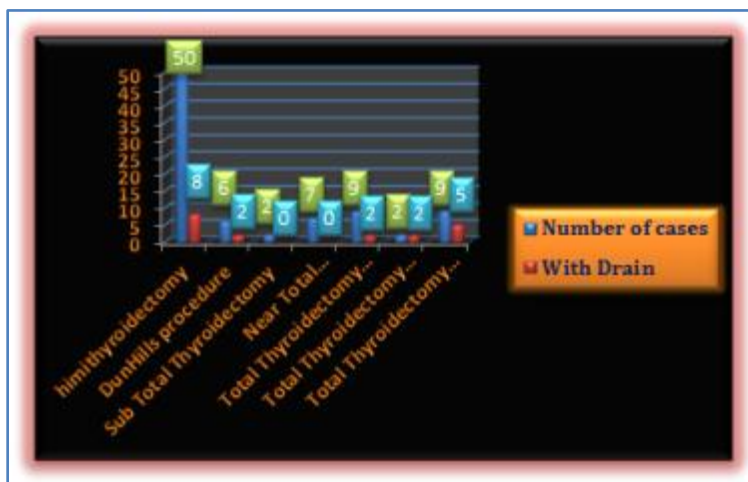 50
50
45
40
35
30
25
20
15
10
5
0
8
6
2
2
0
7
0
9
2
2
2
9
5
himithyroidectomy
DunHills procedure
Sub Total Thyroidectomy
Near Total...
Total Thyroidectomy...
Total Thyroidectomy...
Total Thyroidectomy...
Number of cases
With Drain